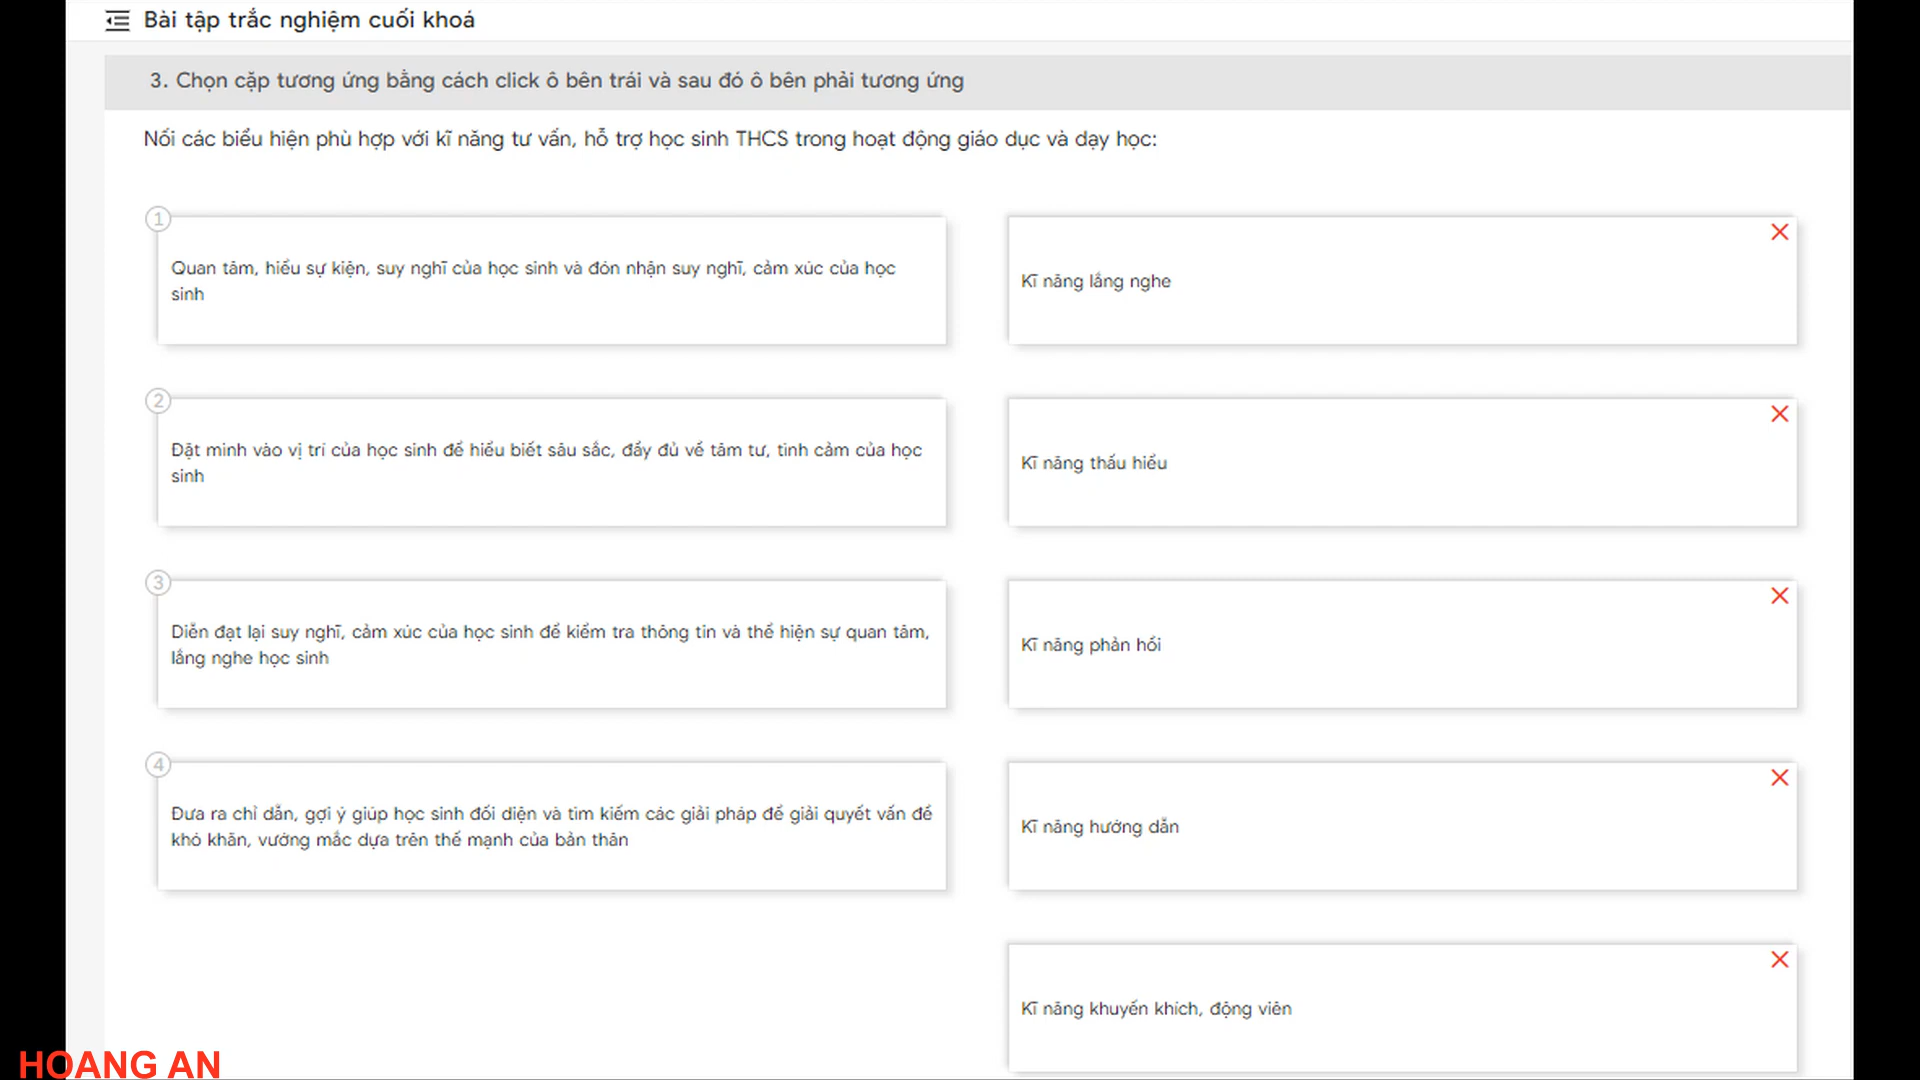 Bài tập trắc nghiệm cuối khoá
3. Chọn cặp tương ứng bằng cách click ô bên trái và sau đó ô bên phải tương ứng
Nối các biểu hiện phù hợp với kĩ năng tư vấn, hỗ trợ học sinh THCS trong hoạt động giáo dục và dạy học:
1
Quan tâm, hiểu sự kiện, suy nghĩ của học sinh và đón nhận suy nghĩ, cảm xúc của học
sinh
Kĩ năng lắng nghe
2
Đặt mình vào vị trí của học sinh để hiểu biết sâu sắc, đầy đủ về tâm tư, tình cảm của học
sinh
Kĩ năng thấu hiểu
3
Diễn đạt lại suy nghĩ, cảm xúc của học sinh để kiểm tra thông tin và thể hiện sự quan tâm,
lắng nghe học sinh
Kĩ năng phản hồi
4
Đưa ra chỉ dẫn, gợi ý giúp học sinh đối diện và tìm kiếm các giải pháp để giải quyết vấn đề
khó khăn, vướng mắc dựa trên thế mạnh của bản thân
Kĩ năng hướng dẫn
Kĩ năng khuyến khích, động viên
HOANG AN